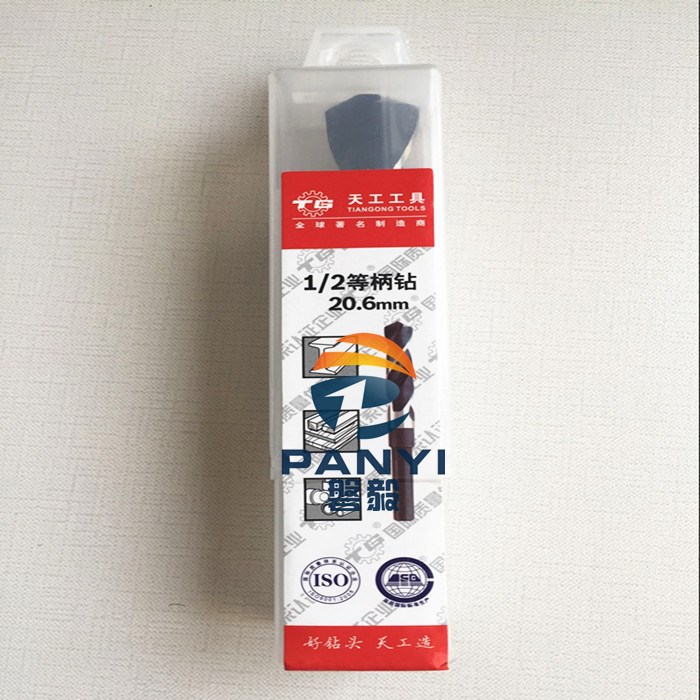 TG 天工工具
TIANGONG TOOLS
全球著名制造商
1/2等柄钻
20.6mm
PANYI
磐毅
ISO
好钻头 天工造